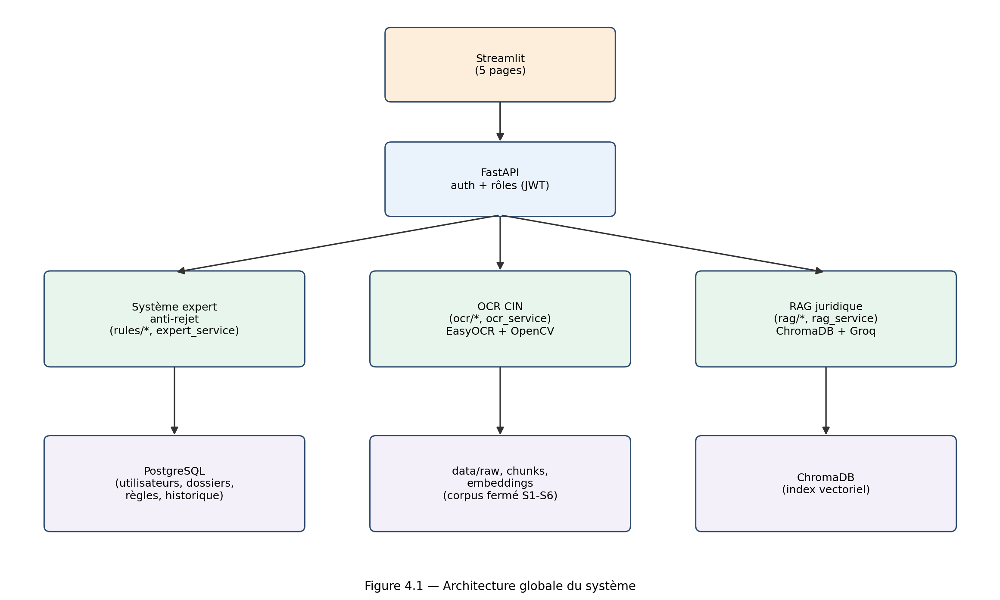 Streamlit
(5 pages)
FastAPI
auth + rôles (JWT)
Système expert
anti-rejet
(rules/*, expert_service)
OCR CIN
(ocr/*, ocr_service)
EasyOCR + OpenCV
RAG juridique
(rag/*, rag_service)
ChromaDB + Groq
PostgreSQL
(utilisateurs, dossiers,
règles, historique)
data/raw, chunks,
embeddings
(corpus fermé S1-S6)
ChromaDB
(index vectoriel)
Figure 4.1 — Architecture globale du système